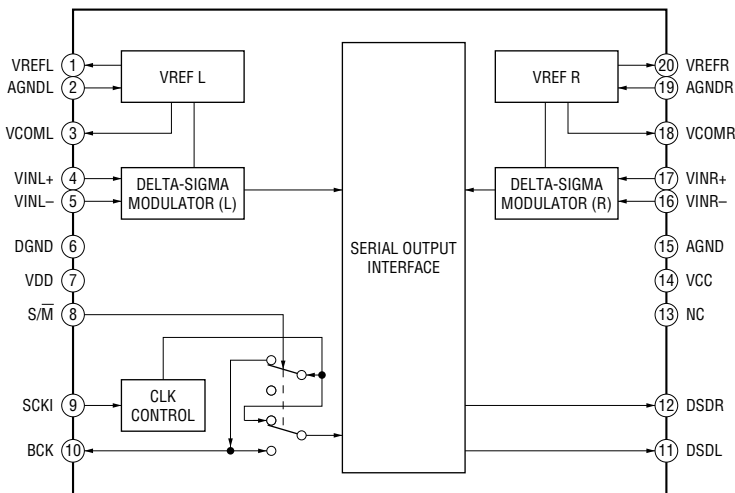 VREFL 1
AGNDL 2
VCOML 3
VINL+ 4
VINL– 5
DGND 6
VDD 7
S/M̅ 8
SCKI 9
BCK 10
VREF L
DELTA-SIGMA
MODULATOR (L)
CLK
CONTROL
SERIAL OUTPUT
INTERFACE
VREF R
DELTA-SIGMA
MODULATOR (R)
20 VREFR
19 AGNDR
18 VCOMR
17 VINR+
16 VINR–
15 AGND
14 VCC
13 NC
12 DSDR
11 DSDL